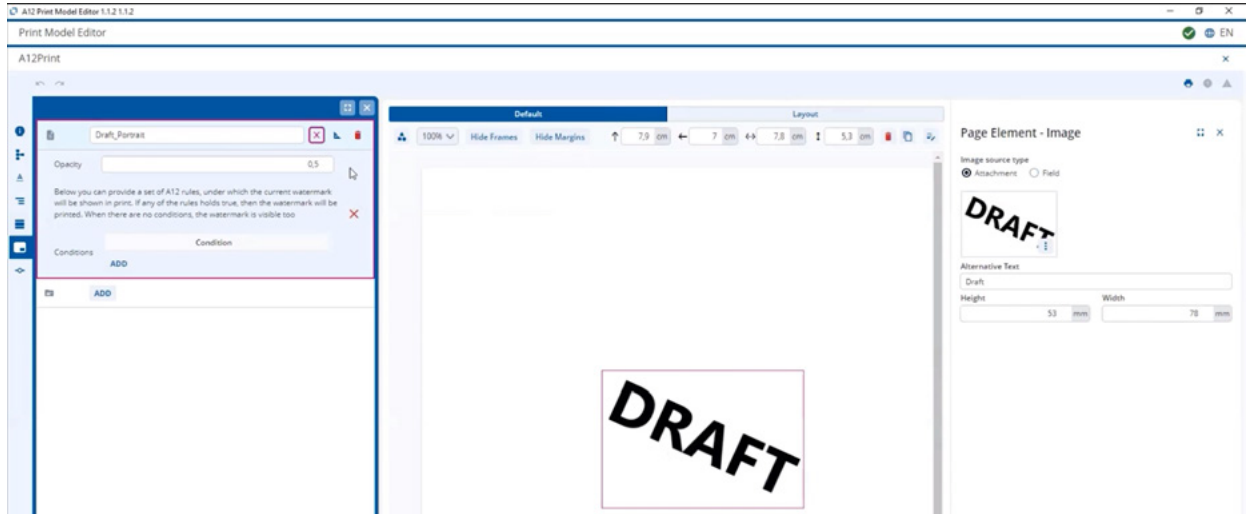 A12 Print Model Editor 1.1.2 1.1.2
Print Model Editor
EN
A12Print
Draft_Portrait
Opacity
0,5
Below you can provide a set of A12 rules, under which the current watermark
will be shown in print. If any of the rules holds true, then the watermark will be
printed. When there are no conditions, the watermark is visible too
Conditions
Condition
ADD
ADD
Default
Layout
100%
Hide Frames
Hide Margins
7,9 cm
7 cm
7,8 cm
5,3 cm
DRAFT
Page Element - Image
Image source type
Attachment
Field
DRAFT
Alternative Text
Draft
Height
Width
53 mm
78 mm